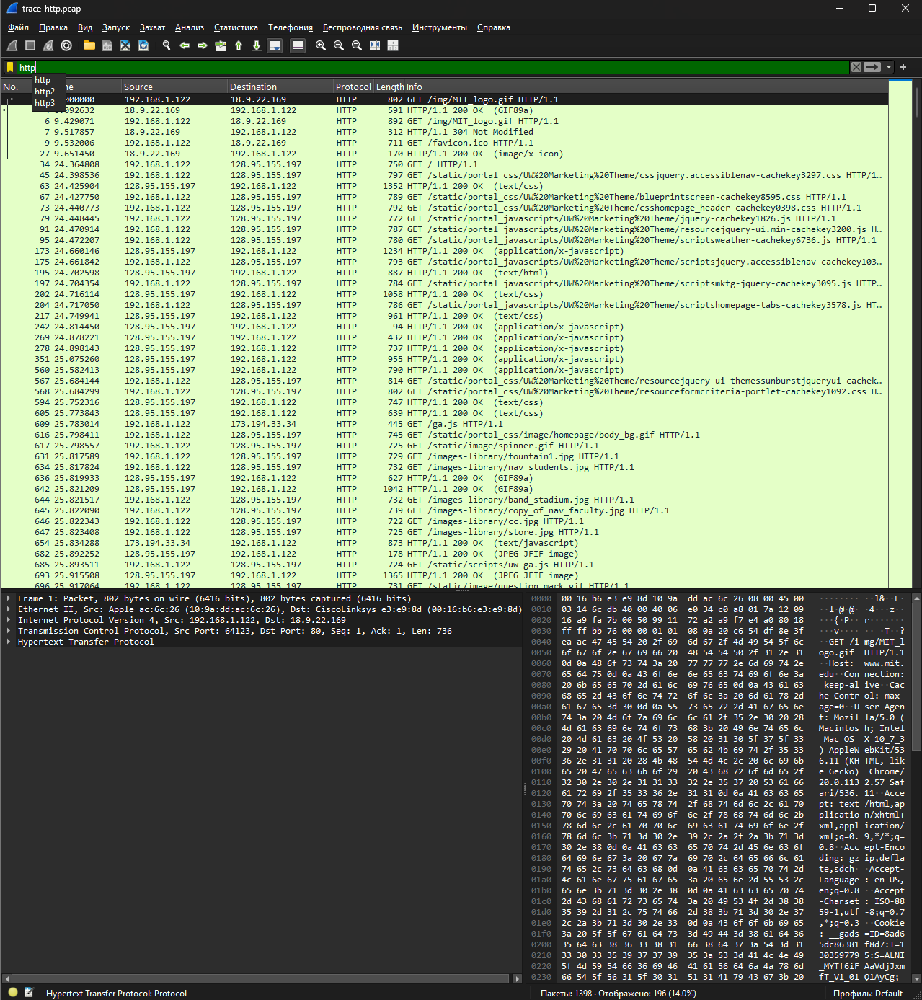 trace-http.pcap
Файл Правка Вид Запуск Захват Анализ Статистика Телефония Беспроводная связь Инструменты Справка
http
http
http2
http3
No. me Source Destination Protocol Length Info
000000 192.168.1.122 18.9.22.169 HTTP 802 GET /img/MIT_logo.gif HTTP/1.1
092632 18.9.22.169 192.168.1.122 HTTP 591 HTTP/1.1 200 OK (GIF89a)
6 9.429071 192.168.1.122 18.9.22.169 HTTP 892 GET /img/MIT_logo.gif HTTP/1.1
7 9.517857 18.9.22.169 192.168.1.122 HTTP 312 HTTP/1.1 304 Not Modified
9 9.532006 192.168.1.122 18.9.22.169 HTTP 711 GET /favicon.ico HTTP/1.1
27 9.651450 18.9.22.169 192.168.1.122 HTTP 170 HTTP/1.1 200 OK (image/x-icon)
34 24.364808 192.168.1.122 128.95.155.197 HTTP 750 GET / HTTP/1.1
45 24.398536 192.168.1.122 128.95.155.197 HTTP 797 GET /static/portal_css/UW%20Marketing%20Theme/cssjquery.accessiblenav-cachekey3297.css HTTP/1…
63 24.425904 128.95.155.197 192.168.1.122 HTTP 1352 HTTP/1.1 200 OK (text/css)
67 24.427750 192.168.1.122 128.95.155.197 HTTP 789 GET /static/portal_css/UW%20Marketing%20Theme/blueprintscreen-cachekey8595.css HTTP/1.1
73 24.440773 192.168.1.122 128.95.155.197 HTTP 792 GET /static/portal_css/UW%20Marketing%20Theme/csshomepage_header-cachekey0398.css HTTP/1.1
79 24.448445 192.168.1.122 128.95.155.197 HTTP 772 GET /static/portal_javascripts/UW%20Marketing%20Theme/jquery-cachekey1826.js HTTP/1.1
91 24.470914 192.168.1.122 128.95.155.197 HTTP 787 GET /static/portal_javascripts/UW%20Marketing%20Theme/resourcejquery-ui.min-cachekey3200.js H…
95 24.472207 192.168.1.122 128.95.155.197 HTTP 780 GET /static/portal_javascripts/UW%20Marketing%20Theme/scriptsweather-cachekey6736.js HTTP/1.1
173 24.660146 128.95.155.197 192.168.1.122 HTTP 1234 HTTP/1.1 200 OK (application/x-javascript)
175 24.661842 192.168.1.122 128.95.155.197 HTTP 793 GET /static/portal_javascripts/UW%20Marketing%20Theme/scriptsjquery.accessiblenav-cachekey103…
195 24.702598 128.95.155.197 192.168.1.122 HTTP 887 HTTP/1.1 200 OK (text/html)
197 24.704354 192.168.1.122 128.95.155.197 HTTP 784 GET /static/portal_javascripts/UW%20Marketing%20Theme/scriptsmktg-jquery-cachekey3095.js HTTP…
202 24.716114 128.95.155.197 192.168.1.122 HTTP 1058 HTTP/1.1 200 OK (text/css)
204 24.717050 192.168.1.122 128.95.155.197 HTTP 786 GET /static/portal_javascripts/UW%20Marketing%20Theme/scriptshomepage-tabs-cachekey3578.js HT…
217 24.749941 128.95.155.197 192.168.1.122 HTTP 961 HTTP/1.1 200 OK (text/css)
242 24.814450 128.95.155.197 192.168.1.122 HTTP 94 HTTP/1.1 200 OK (application/x-javascript)
269 24.878221 128.95.155.197 192.168.1.122 HTTP 432 HTTP/1.1 200 OK (application/x-javascript)
278 24.898143 128.95.155.197 192.168.1.122 HTTP 737 HTTP/1.1 200 OK (application/x-javascript)
351 25.075260 128.95.155.197 192.168.1.122 HTTP 955 HTTP/1.1 200 OK (application/x-javascript)
560 25.582413 128.95.155.197 192.168.1.122 HTTP 790 HTTP/1.1 200 OK (application/x-javascript)
567 25.684144 192.168.1.122 128.95.155.197 HTTP 814 GET /static/portal_css/UW%20Marketing%20Theme/resourcejquery-ui-themessunburstjqueryui-cachek…
568 25.684299 192.168.1.122 128.95.155.197 HTTP 802 GET /static/portal_css/UW%20Marketing%20Theme/resourceformcriteria-portlet-cachekey1092.css H…
594 25.752316 128.95.155.197 192.168.1.122 HTTP 747 HTTP/1.1 200 OK (text/css)
605 25.773843 128.95.155.197 192.168.1.122 HTTP 639 HTTP/1.1 200 OK (text/css)
609 25.783014 192.168.1.122 173.194.33.34 HTTP 445 GET /ga.js HTTP/1.1
616 25.798411 192.168.1.122 128.95.155.197 HTTP 745 GET /static/portal_css/image/homepage/body_bg.gif HTTP/1.1
617 25.798557 192.168.1.122 128.95.155.197 HTTP 725 GET /static/image/spinner.gif HTTP/1.1
631 25.817589 192.168.1.122 128.95.155.197 HTTP 729 GET /images-library/fountain1.jpg HTTP/1.1
634 25.817824 192.168.1.122 128.95.155.197 HTTP 732 GET /images-library/nav_students.jpg HTTP/1.1
636 25.819933 128.95.155.197 192.168.1.122 HTTP 627 HTTP/1.1 200 OK (GIF89a)
642 25.821209 128.95.155.197 192.168.1.122 HTTP 1042 HTTP/1.1 200 OK (GIF89a)
644 25.821517 192.168.1.122 128.95.155.197 HTTP 732 GET /images-library/band_stadium.jpg HTTP/1.1
645 25.822090 192.168.1.122 128.95.155.197 HTTP 739 GET /images-library/copy_of_nav_faculty.jpg HTTP/1.1
646 25.822343 192.168.1.122 128.95.155.197 HTTP 722 GET /images-library/cc.jpg HTTP/1.1
647 25.823408 192.168.1.122 128.95.155.197 HTTP 725 GET /images-library/store.jpg HTTP/1.1
654 25.834288 173.194.33.34 192.168.1.122 HTTP 873 HTTP/1.1 200 OK (text/javascript)
682 25.892252 128.95.155.197 192.168.1.122 HTTP 178 HTTP/1.1 200 OK (JPEG JFIF image)
685 25.893511 192.168.1.122 128.95.155.197 HTTP 724 GET /static/scripts/uw-ga.js HTTP/1.1
693 25.915508 128.95.155.197 192.168.1.122 HTTP 1365 HTTP/1.1 200 OK (JPEG JFIF image)
696 25.917064 192.168.1.122 128.95.155.197 HTTP 731 GET /static/image/question_mark.gif HTTP/1.1
Frame 1: Packet, 802 bytes on wire (6416 bits), 802 bytes captured (6416 bits)
Ethernet II, Src: Apple_ac:6c:26 (10:9a:dd:ac:6c:26), Dst: CiscoLinksys_e3:e9:8d (00:16:b6:e3:e9:8d)
Internet Protocol Version 4, Src: 192.168.1.122, Dst: 18.9.22.169
Transmission Control Protocol, Src Port: 64123, Dst Port: 80, Seq: 1, Ack: 1, Len: 736
Hypertext Transfer Protocol
0000 00 16 b6 e3 e9 8d 10 9a dd ac 6c 26 08 00 45 00 ········ ··l&··E·
0010 03 14 6c db 40 00 40 06 e0 34 c0 a8 01 7a 12 09 ··l·@·@· ·4···z··
0020 16 a9 fa 7b 00 50 99 11 72 a2 a9 f7 e4 a0 80 18 ···{·P·· r·······
0030 ff ff bb 76 00 00 01 01 08 0a 20 c6 54 df 8e 3f ···v···· ·· ·T··?
0040 ea ac 47 45 54 20 2f 69 6d 67 2f 4d 49 54 5f 6c ··GET /i mg/MIT_l
0050 6f 67 6f 2e 67 69 66 20 48 54 54 50 2f 31 2e 31 ogo.gif HTTP/1.1
0060 0d 0a 48 6f 73 74 3a 20 77 77 77 2e 6d 69 74 2e ··Host: www.mit.
0070 65 64 75 0d 0a 43 6f 6e 6e 65 63 74 69 6f 6e 3a edu··Con nection:
0080 20 6b 65 65 70 2d 61 6c 69 76 65 0d 0a 43 61 63 keep-al ive··Cac
0090 68 65 2d 43 6f 6e 74 72 6f 6c 3a 20 6d 61 78 2d he-Contr ol: max-
00a0 61 67 65 3d 30 0d 0a 55 73 65 72 2d 41 67 65 6e age=0··U ser-Agen
00b0 74 3a 20 4d 6f 7a 69 6c 6c 61 2f 35 2e 30 20 28 t: Mozil la/5.0 (
00c0 4d 61 63 69 6e 74 6f 73 68 3b 20 49 6e 74 65 6c Macintos h; Intel
00d0 20 4d 61 63 20 4f 53 20 58 20 31 30 5f 37 5f 33 Mac OS X 10_7_3
00e0 29 20 41 70 70 6c 65 57 65 62 4b 69 74 2f 35 33 ) AppleW ebKit/53
00f0 36 2e 31 31 20 28 4b 48 54 4d 4c 2c 20 6c 69 6b 6.11 (KH TML, lik
0100 65 20 47 65 63 6b 6f 29 20 43 68 72 6f 6d 65 2f e Gecko) Chrome/
0110 32 30 2e 30 2e 31 31 33 32 2e 35 37 20 53 61 66 20.0.113 2.57 Saf
0120 61 72 69 2f 35 33 36 2e 31 31 0d 0a 41 63 63 65 ari/536. 11··Acce
0130 70 74 3a 20 74 65 78 74 2f 68 74 6d 6c 2c 61 70 pt: text /html,ap
0140 70 6c 69 63 61 74 69 6f 6e 2f 78 68 74 6d 6c 2b plicatio n/xhtml+
0150 78 6d 6c 2c 61 70 70 6c 69 63 61 74 69 6f 6e 2f xml,appl ication/
0160 78 6d 6c 3b 71 3d 30 2e 39 2c 2a 2f 2a 3b 71 3d xml;q=0. 9,*/*;q=
0170 30 2e 38 0d 0a 41 63 63 65 70 74 2d 45 6e 63 6f 0.8··Acc ept-Enco
0180 64 69 6e 67 3a 20 67 7a 69 70 2c 64 65 66 6c 61 ding: gz ip,defla
0190 74 65 2c 73 64 63 68 0d 0a 41 63 63 65 70 74 2d te,sdch· ·Accept-
01a0 4c 61 6e 67 75 61 67 65 3a 20 65 6e 2d 55 53 2c Language : en-US,
01b0 65 6e 3b 71 3d 30 2e 38 0d 0a 41 63 63 65 70 74 en;q=0.8 ··Accept
01c0 2d 43 68 61 72 73 65 74 3a 20 49 53 4f 2d 38 38 -Charset : ISO-88
01d0 35 39 2d 31 2c 75 74 66 2d 38 3b 71 3d 30 2e 37 59-1,utf -8;q=0.7
01e0 2c 2a 3b 71 3d 30 2e 33 0d 0a 43 6f 6f 6b 69 65 ,*;q=0.3 ··Cookie
01f0 3a 20 5f 5f 67 61 64 73 3d 49 44 3d 38 61 64 36 : __gads =ID=8ad6
0200 35 64 63 38 36 33 38 31 66 38 64 37 3a 54 3d 31 5dc86381 f8d7:T=1
0210 33 30 33 35 39 37 37 39 35 3a 53 3d 41 4c 4e 49 30359779 5:S=ALNI
0220 5f 4d 59 54 66 36 69 46 41 61 56 64 6a 4a 78 6d _MYTf6iF AaVdjJxm
0230 66 54 5f 56 31 5f 30 31 51 31 41 79 43 67 3b 20 fT_V1_01 Q1AyCg;
Hypertext Transfer Protocol: Protocol Пакеты: 1398 · Отображено: 196 (14.0%) Профиль: Default